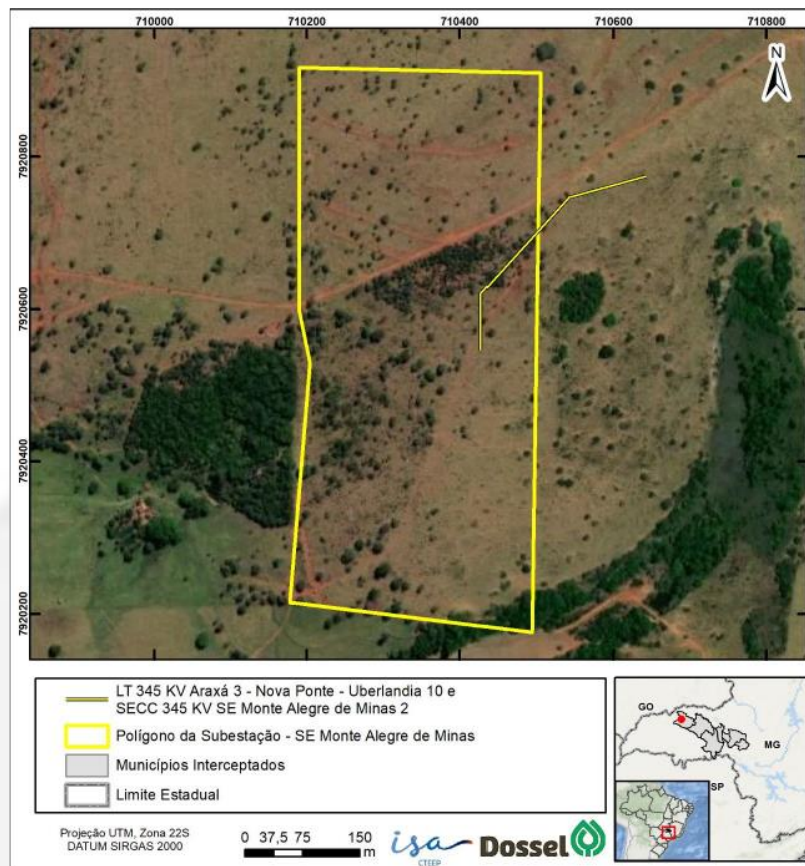 710000 710200 710400 710600 710800
N
7920800
7920600
7920400
7920200
LT 345 KV Araxá 3 - Nova Ponte - Uberlandia 10 e
SECC 345 KV SE Monte Alegre de Minas 2
Polígono da Subestação - SE Monte Alegre de Minas
Municípios Interceptados
Limite Estadual
GO
MG
SP
Projeção UTM, Zona 22S
DATUM SIRGAS 2000
0 37,5 75 150
m
isa
CTEEP
Dossel